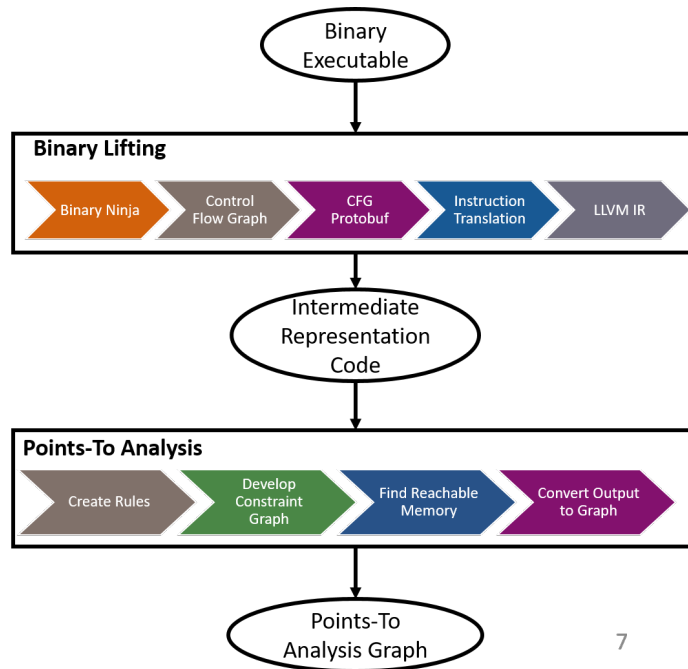 Binary
Executable
Binary Lifting
Binary Ninja
Control
Flow Graph
CFG
Protobuf
Instruction
Translation
LLVM IR
Intermediate
Representation
Code
Points-To Analysis
Create Rules
Develop
Constraint
Graph
Find Reachable
Memory
Convert Output
to Graph
Points-To
Analysis Graph
7